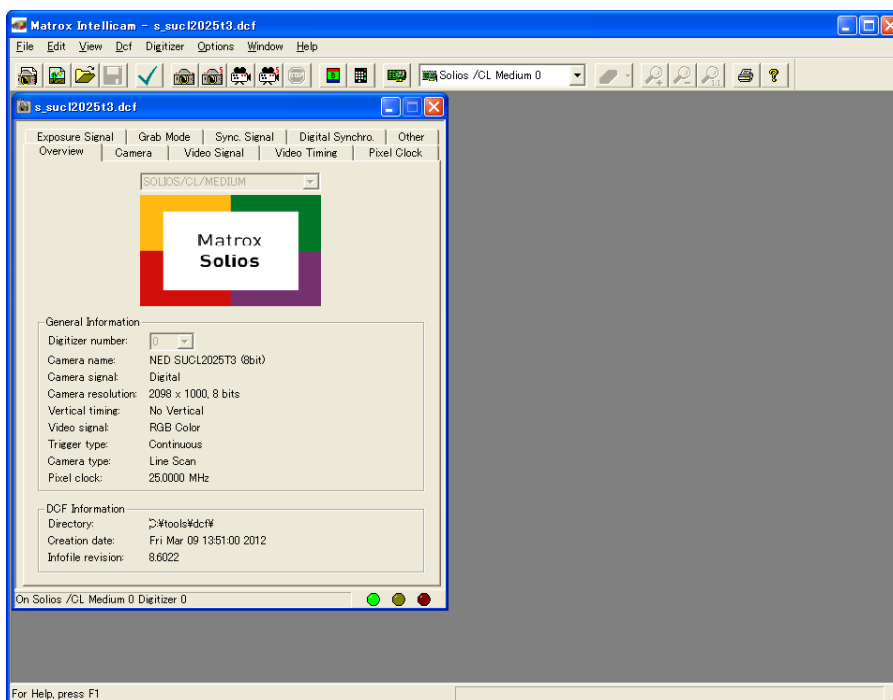 Matrox Intellicam - s_sucl2025t3.dcf
File Edit View Dcf Digitizer Options Window Help
Solios /CL Medium 0
s_sucl2025t3.dcf
Exposure Signal Grab Mode Sync. Signal Digital Synchro. Other
Overview Camera Video Signal Video Timing Pixel Clock
SOLIOS/CL/MEDIUM
Matrox
Solios
General Information
Digitizer number: 0
Camera name: NED SUCL2025T3 (8bit)
Camera signal: Digital
Camera resolution: 2098 x 1000, 8 bits
Vertical timing: No Vertical
Video signal: RGB Color
Trigger type: Continuous
Camera type: Line Scan
Pixel clock: 25.0000 MHz
DCF Information
Directory: :¥tools¥dcf¥
Creation date: Fri Mar 09 13:51:00 2012
Infofile revision: 8.6022
On Solios /CL Medium 0 Digitizer 0
For Help, press F1